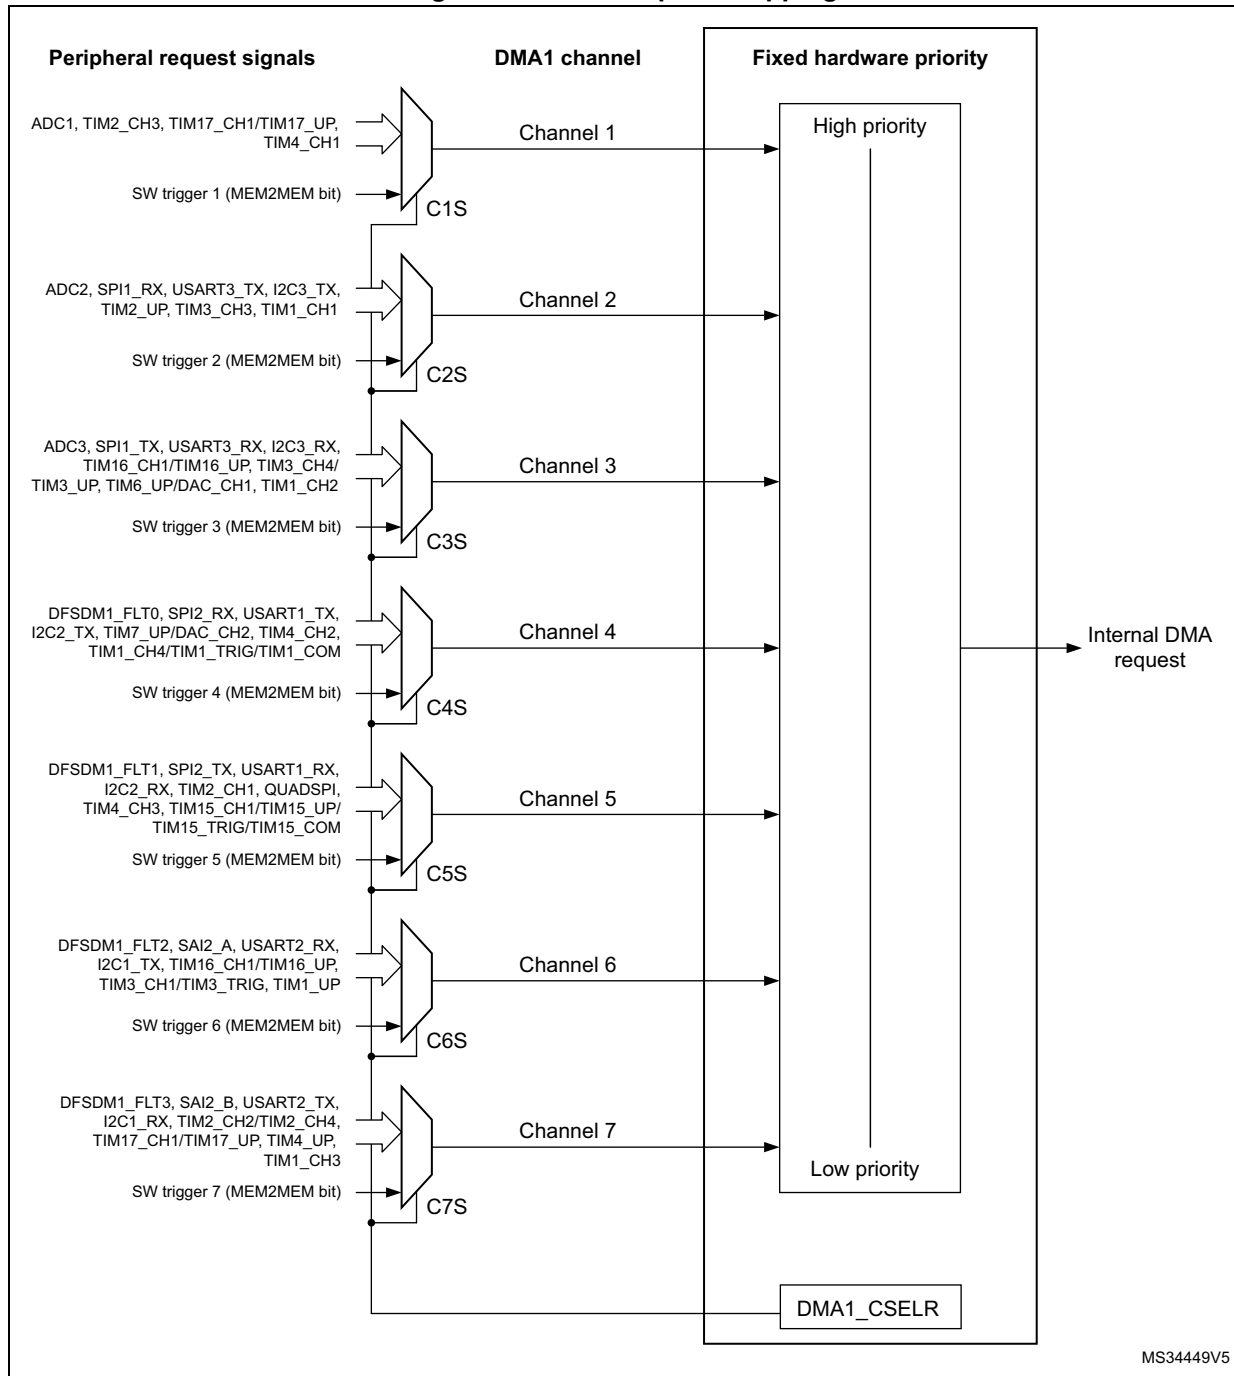 Peripheral request signals
DMA1 channel
Fixed hardware priority
ADC1, TIM2_CH3, TIM17_CH1/TIM17_UP,
TIM4_CH1
SW trigger 1 (MEM2MEM bit)
C1S
Channel 1
High priority
ADC2, SPI1_RX, USART3_TX, I2C3_TX,
TIM2_UP, TIM3_CH3, TIM1_CH1
SW trigger 2 (MEM2MEM bit)
C2S
Channel 2
ADC3, SPI1_TX, USART3_RX, I2C3_RX,
TIM16_CH1/TIM16_UP, TIM3_CH4/
TIM3_UP, TIM6_UP/DAC_CH1, TIM1_CH2
SW trigger 3 (MEM2MEM bit)
C3S
Channel 3
DFSDM1_FLT0, SPI2_RX, USART1_TX,
I2C2_TX, TIM7_UP/DAC_CH2, TIM4_CH2,
TIM1_CH4/TIM1_TRIG/TIM1_COM
SW trigger 4 (MEM2MEM bit)
C4S
Channel 4
Internal DMA
request
DFSDM1_FLT1, SPI2_TX, USART1_RX,
I2C2_RX, TIM2_CH1, QUADSPI,
TIM4_CH3, TIM15_CH1/TIM15_UP/
TIM15_TRIG/TIM15_COM
SW trigger 5 (MEM2MEM bit)
C5S
Channel 5
DFSDM1_FLT2, SAI2_A, USART2_RX,
I2C1_TX, TIM16_CH1/TIM16_UP,
TIM3_CH1/TIM3_TRIG, TIM1_UP
SW trigger 6 (MEM2MEM bit)
C6S
Channel 6
DFSDM1_FLT3, SAI2_B, USART2_TX,
I2C1_RX, TIM2_CH2/TIM2_CH4,
TIM17_CH1/TIM17_UP, TIM4_UP,
TIM1_CH3
SW trigger 7 (MEM2MEM bit)
C7S
Channel 7
Low priority
DMA1_CSELR
MS34449V5